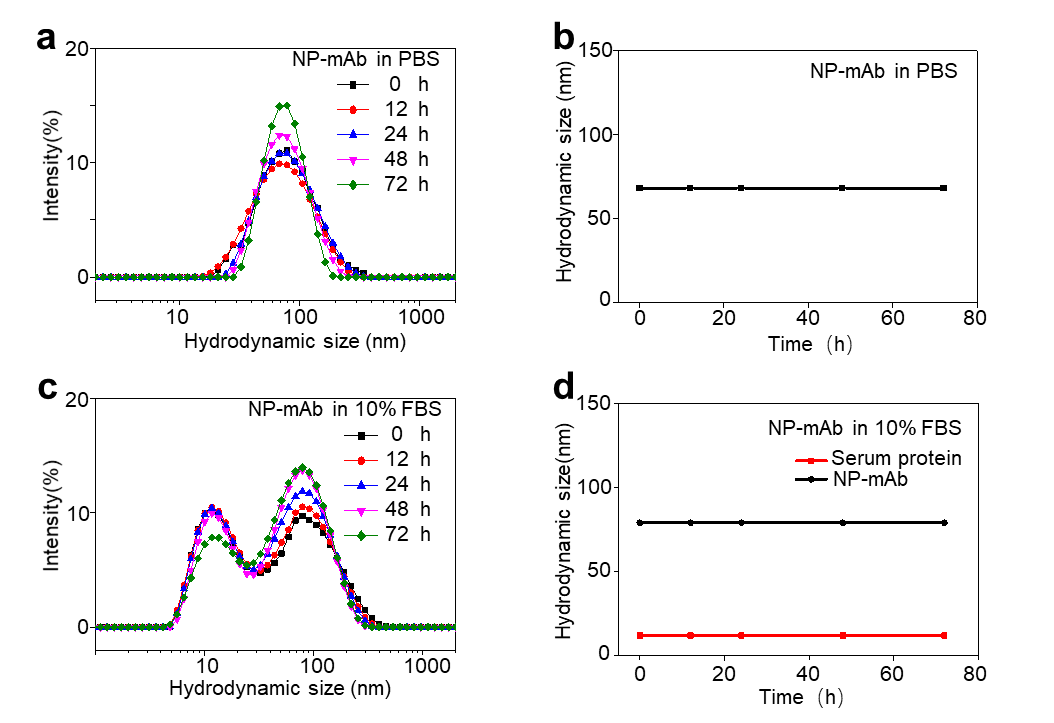 a
20
10
0
Intensity(%)
NP-mAb in PBS
0 h
12 h
24 h
48 h
72 h
10 100 1000
Hydrodynamic size (nm)
b
150
100
50
0
Hydrodynamic size (nm)
NP-mAb in PBS
0 20 40 60 80
Time (h)
c
20
10
0
Intensity(%)
NP-mAb in 10% FBS
0 h
12 h
24 h
48 h
72 h
10 100 1000
Hydrodynamic size (nm)
d
150
100
50
0
Hydrodynamic size(nm)
NP-mAb in 10% FBS
Serum protein
NP-mAb
0 20 40 60 80
Time (h)